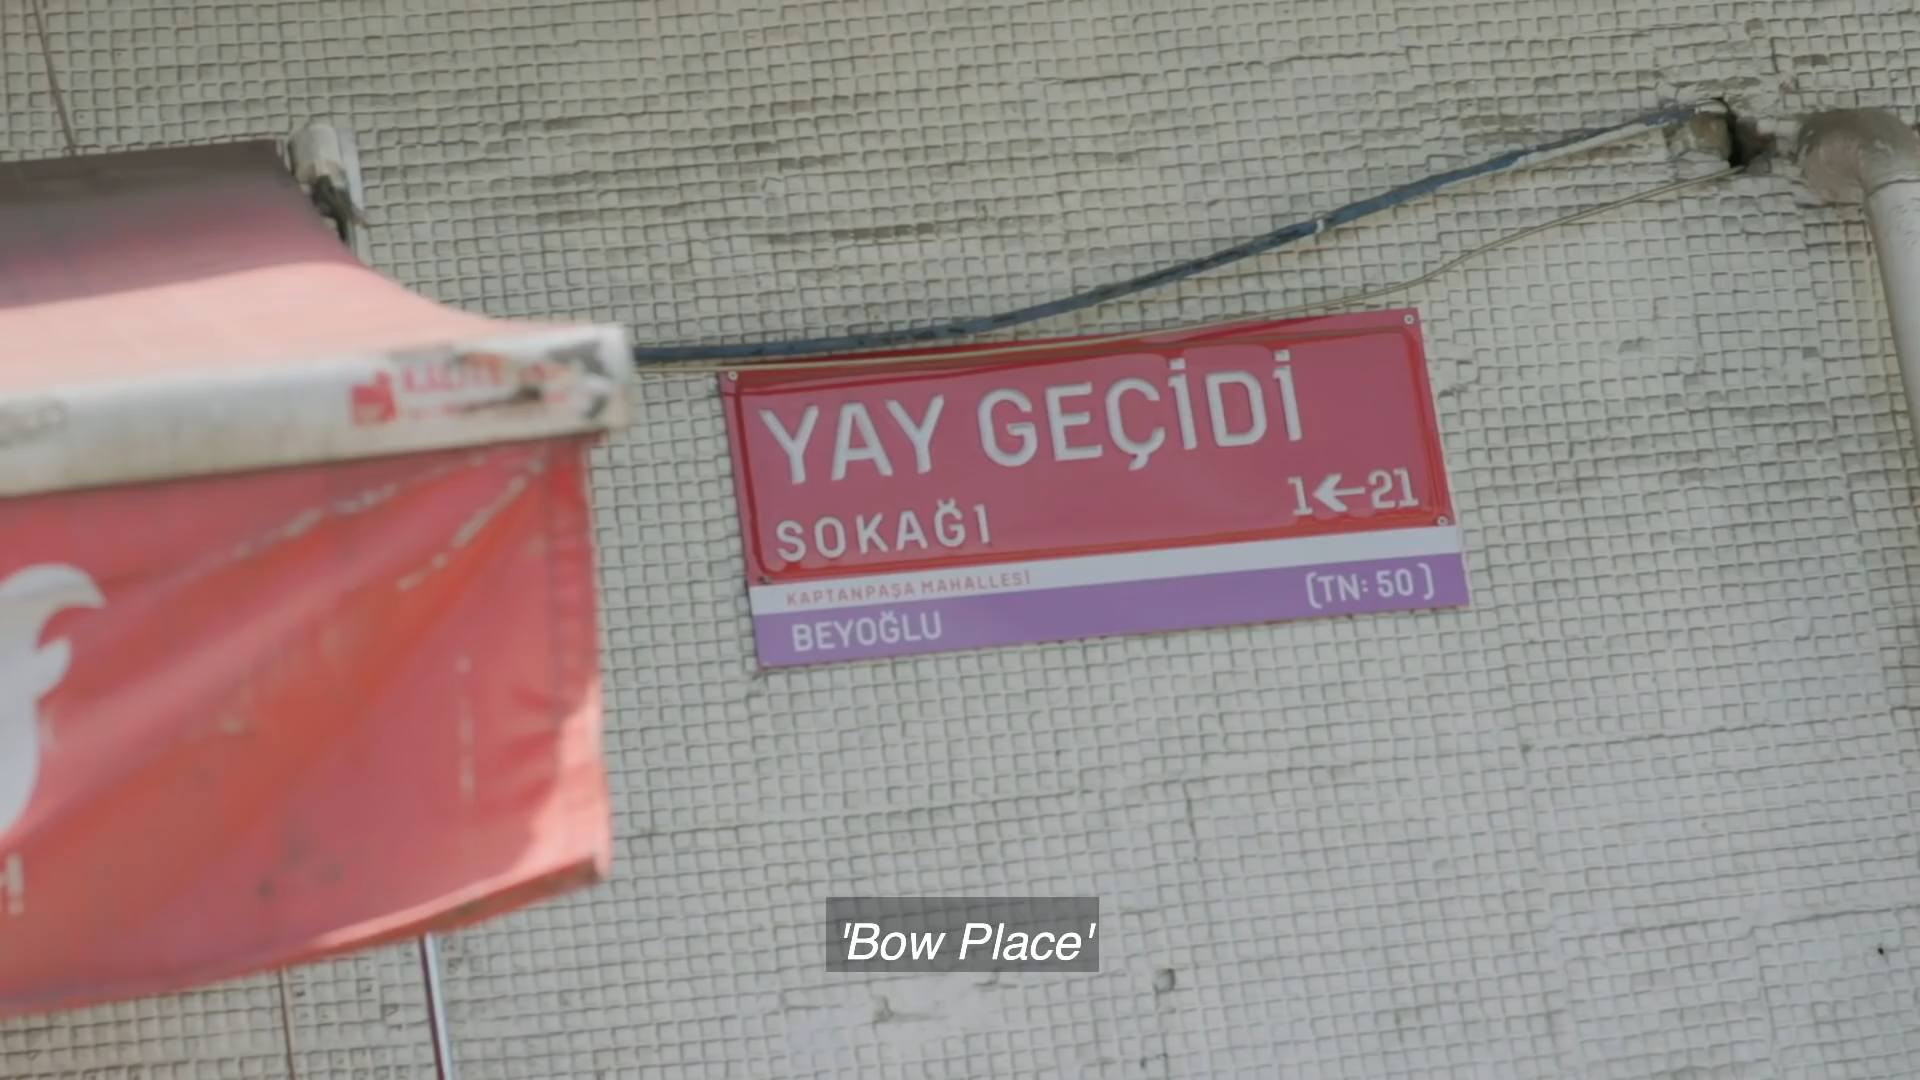 YAY GEÇİDİ
SOKAĞI
1←21
KAPTANPAŞA MAHALLESİ
BEYOĞLU
(TN: 50)
'Bow Place'